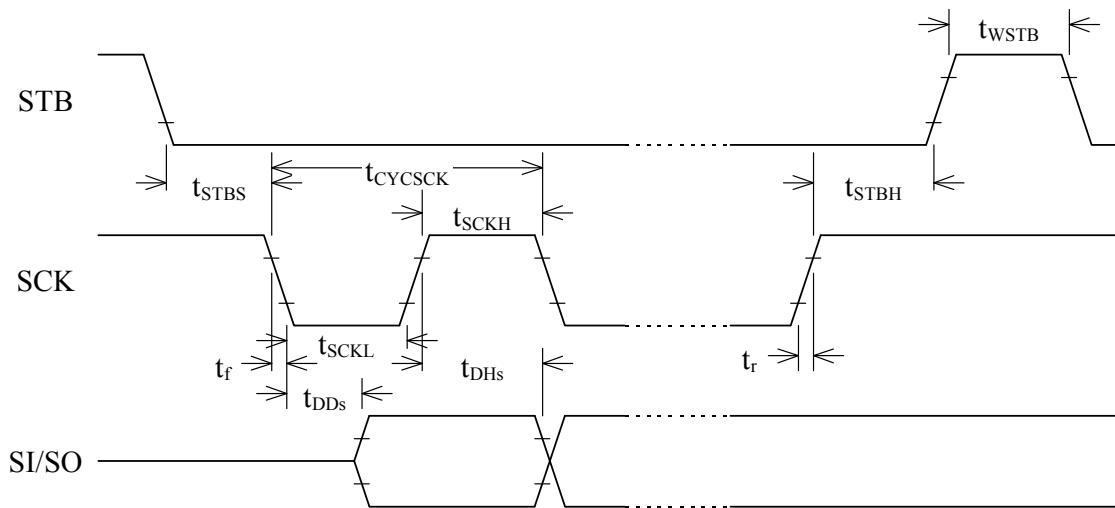 tWSTB
STB
tCYCSCK
tSTBS
tSTBH
tSCKH
SCK
tSCKL
tf
tDHs
tr
tDDs
SI/SO